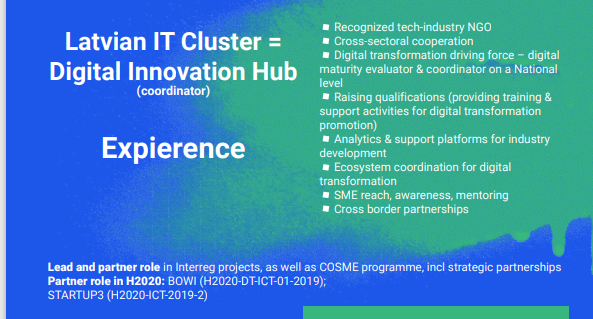 Latvian IT Cluster =
Digital Innovation Hub
(coordinator)
Expierence
■ Recognized tech-industry NGO
■ Cross-sectoral cooperation
■ Digital transformation driving force – digital
maturity evaluator & coordinator on a National
level
■ Raising qualifications (providing training &
support activities for digital transformation
promotion)
■ Analytics & support platforms for industry
development
■ Ecosystem coordination for digital
transformation
■ SME reach, awareness, mentoring
■ Cross border partnerships
Lead and partner role in Interreg projects, as well as COSME programme, incl strategic partnerships
Partner role in H2020: BOWI (H2020-DT-ICT-01-2019);
STARTUP3 (H2020-ICT-2019-2)